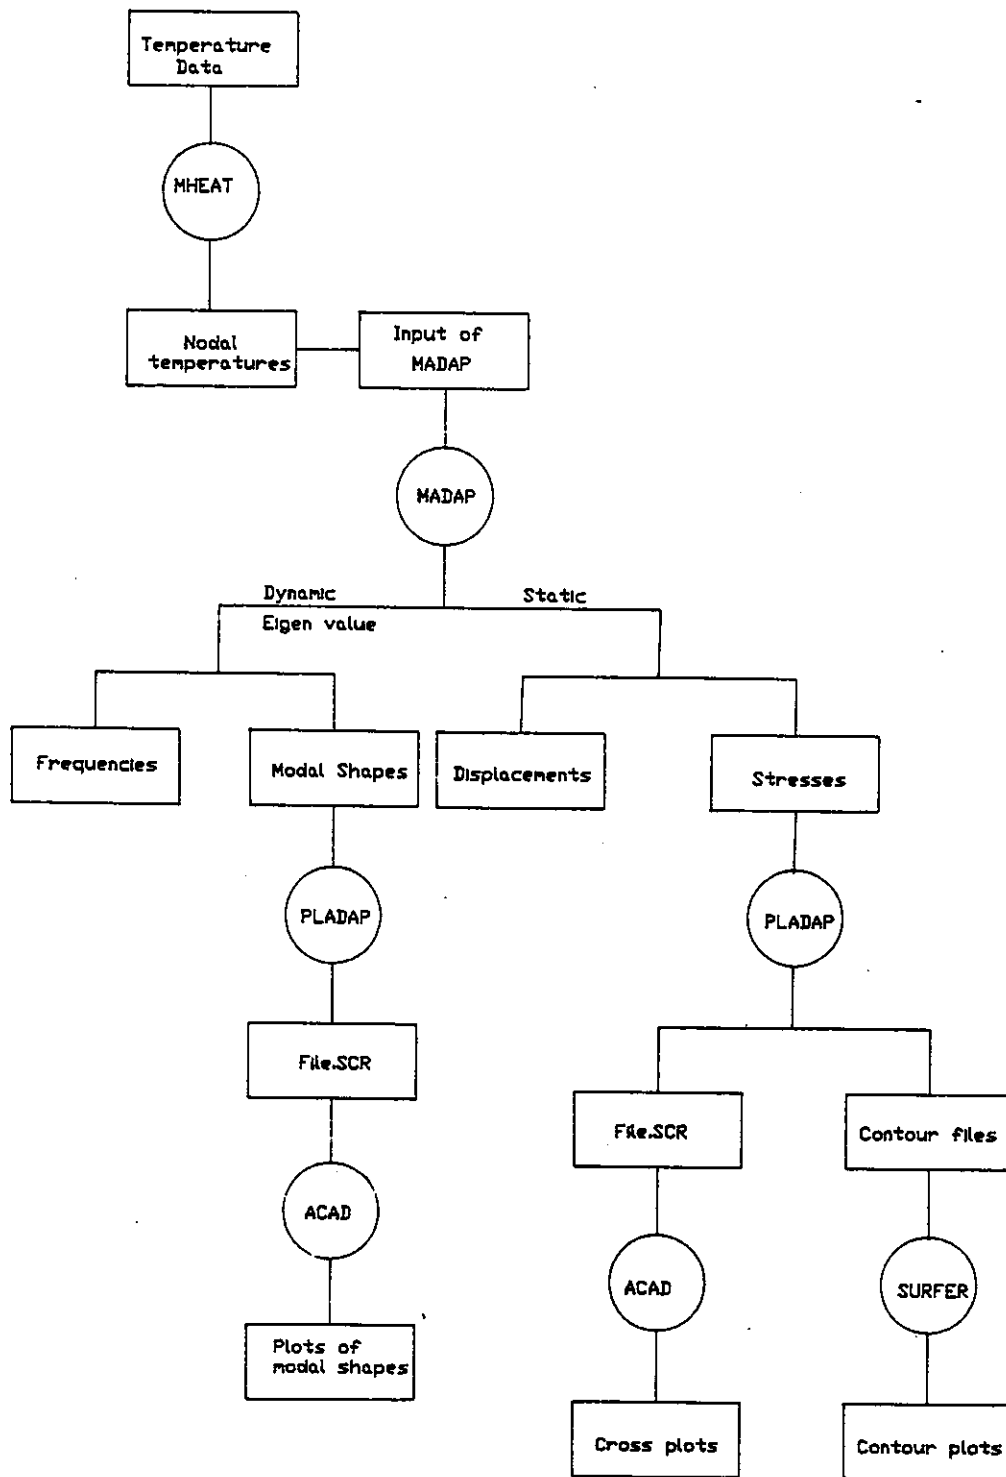 Temperature
Data
MHEAT
Nodal
temperatures
Input of
MADAP
MADAP
Dynamic
Eigen value
Static
Frequencies
Modal Shapes
Displacements
Stresses
PLADAP
PLADAP
File.SCR
File.SCR
Contour files
ACAD
ACAD
SURFER
Plots of
modal shapes
Cross plots
Contour plots